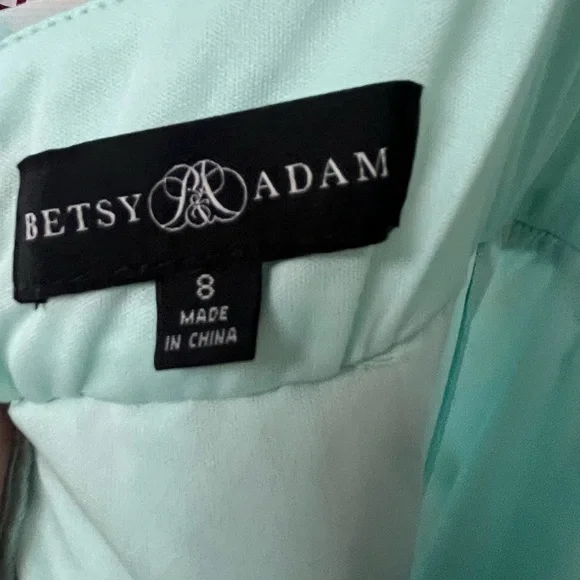 BETSY & ADAM
8
MADE
IN CHINA